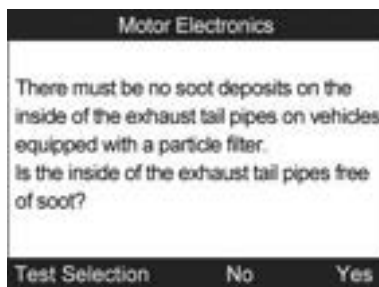 Motor Electronics
There must be no soot deposits on the
inside of the exhaust tail pipes on vehicles
equipped with a particle filter.
Is the inside of the exhaust tail pipes free
of soot?
Test Selection No Yes